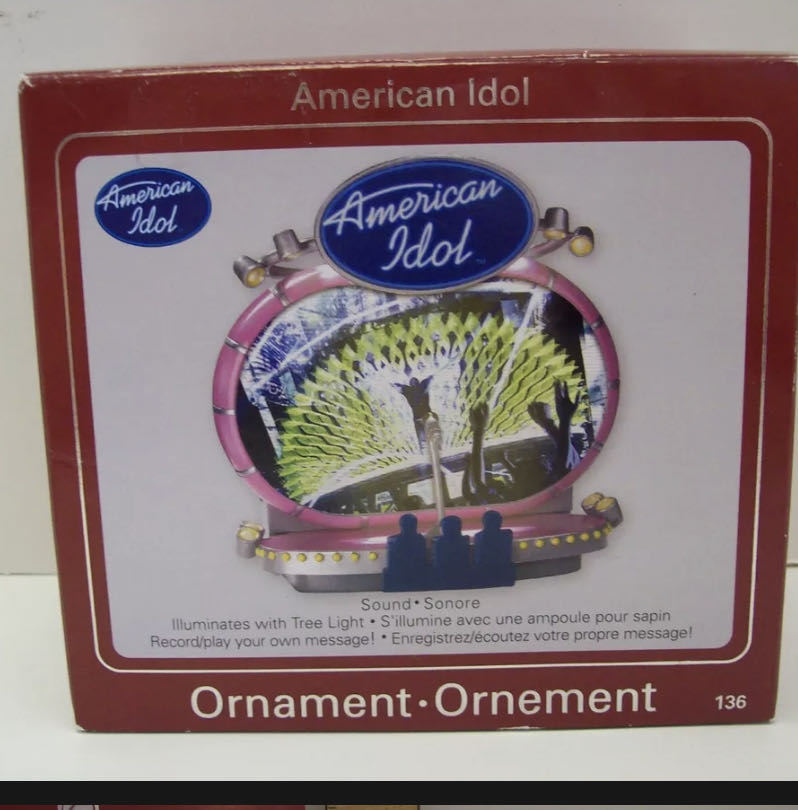 American Idol
American
Idol
American
Idol
TM
Sound • Sonore
Illuminates with Tree Light • S'illumine avec une ampoule pour sapin
Record/play your own message! • Enregistrez/écoutez votre propre message!
Ornament • Ornement
136